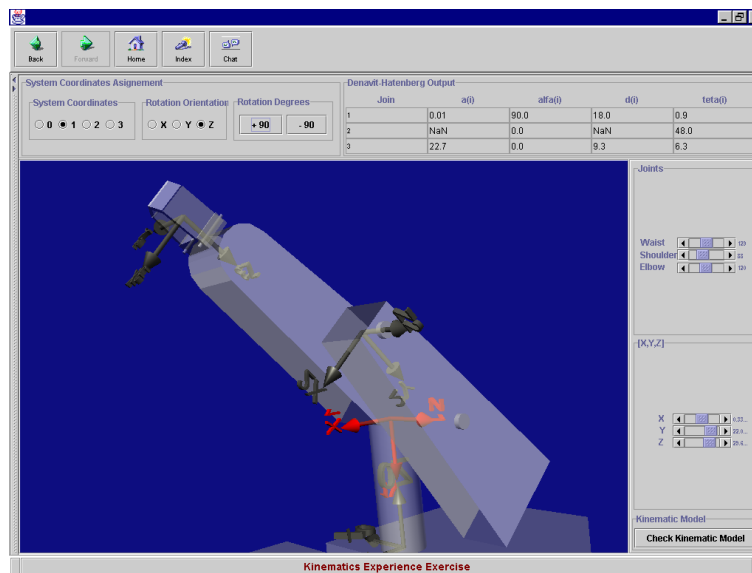 Back Forward Home Index Chat
System Coordinates Asignement
System Coordinates
0 1 2 3
Rotation Orientation
X Y Z
Rotation Degrees
+ 90 - 90
Denavit-Hatenberg Output
Join a(i) alfa(i) d(i) teta(i)
1 0.01 90.0 18.0 0.9
2 NaN 0.0 NaN 48.0
3 22.7 0.0 9.3 6.3
Joints
Waist
Shoulder
Elbow
[X,Y,Z]
X
Y
Z
Kinematic Model
Check Kinematic Model
Kinematics Experience Exercise